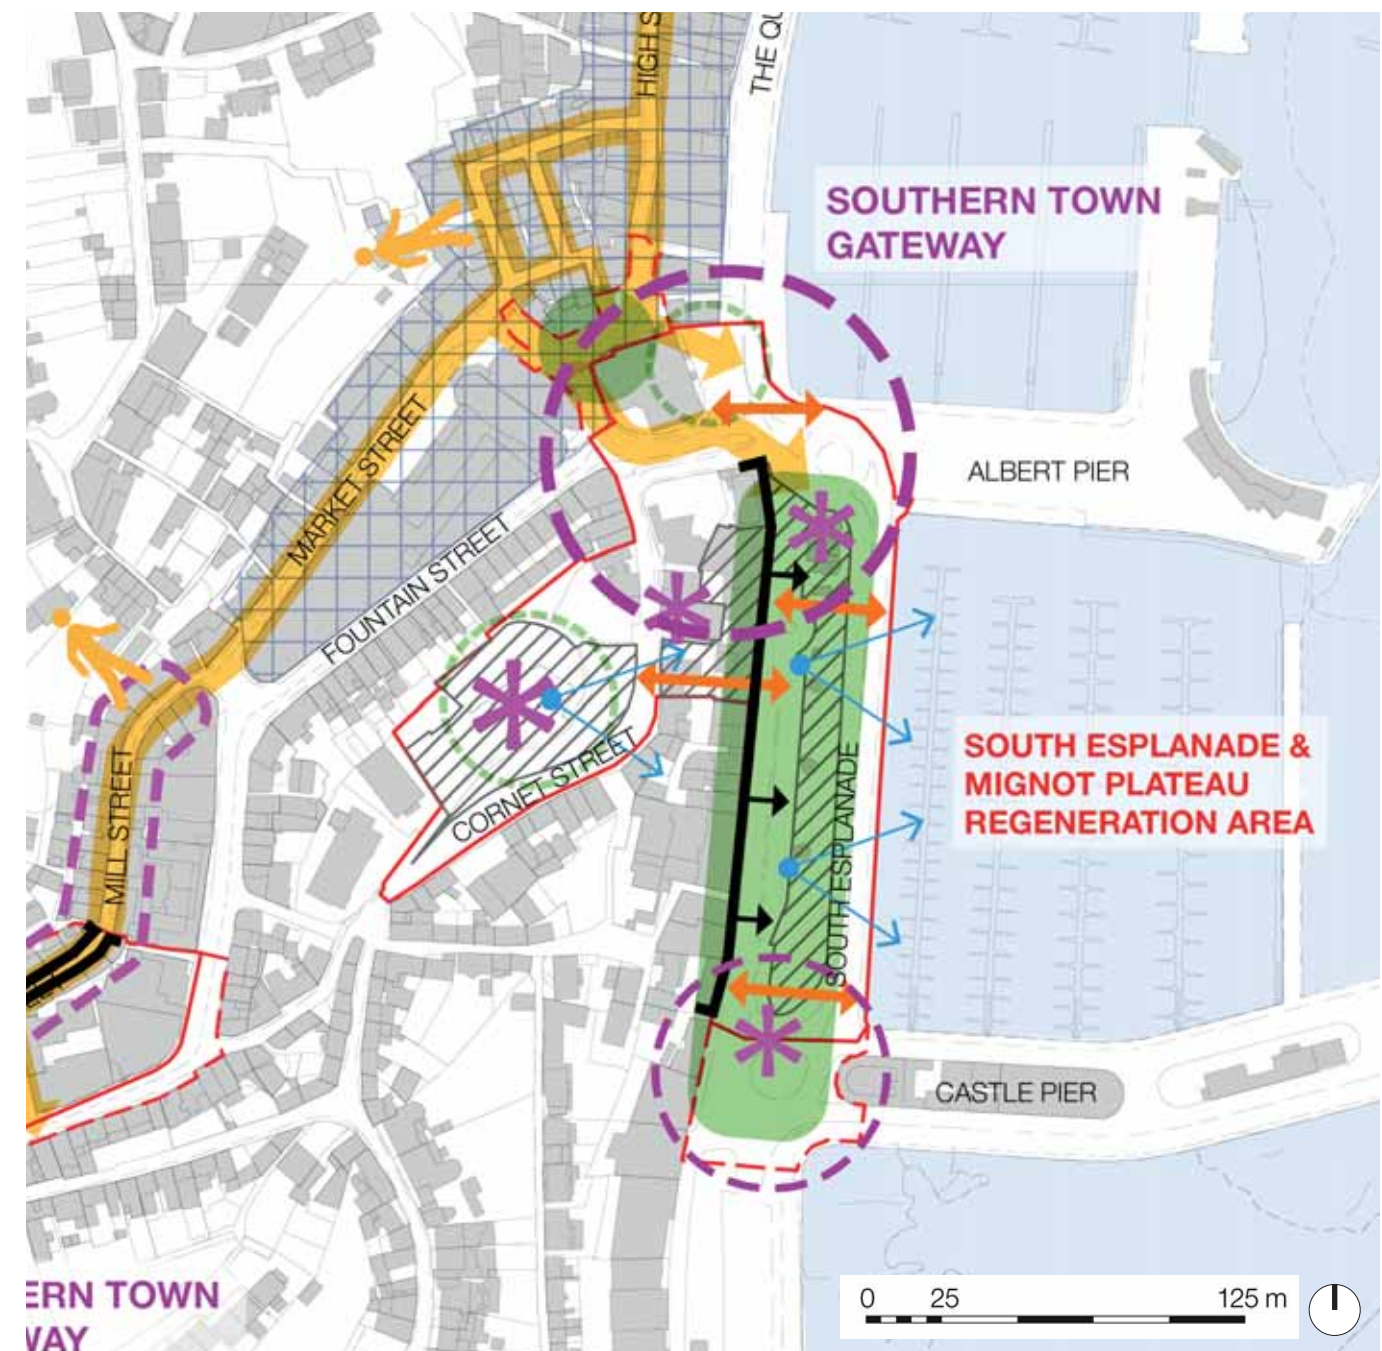 HIGH S
THE QU
SOUTHERN TOWN
GATEWAY
ALBERT PIER
MARKET STREET
FOUNTAIN STREET
CORNET STREET
MILL STREET
SOUTH ESPLANADE
SOUTH ESPLANADE &
MIGNOT PLATEAU
REGENERATION AREA
CASTLE PIER
ERN TOWN
WAY
0 25 125 m